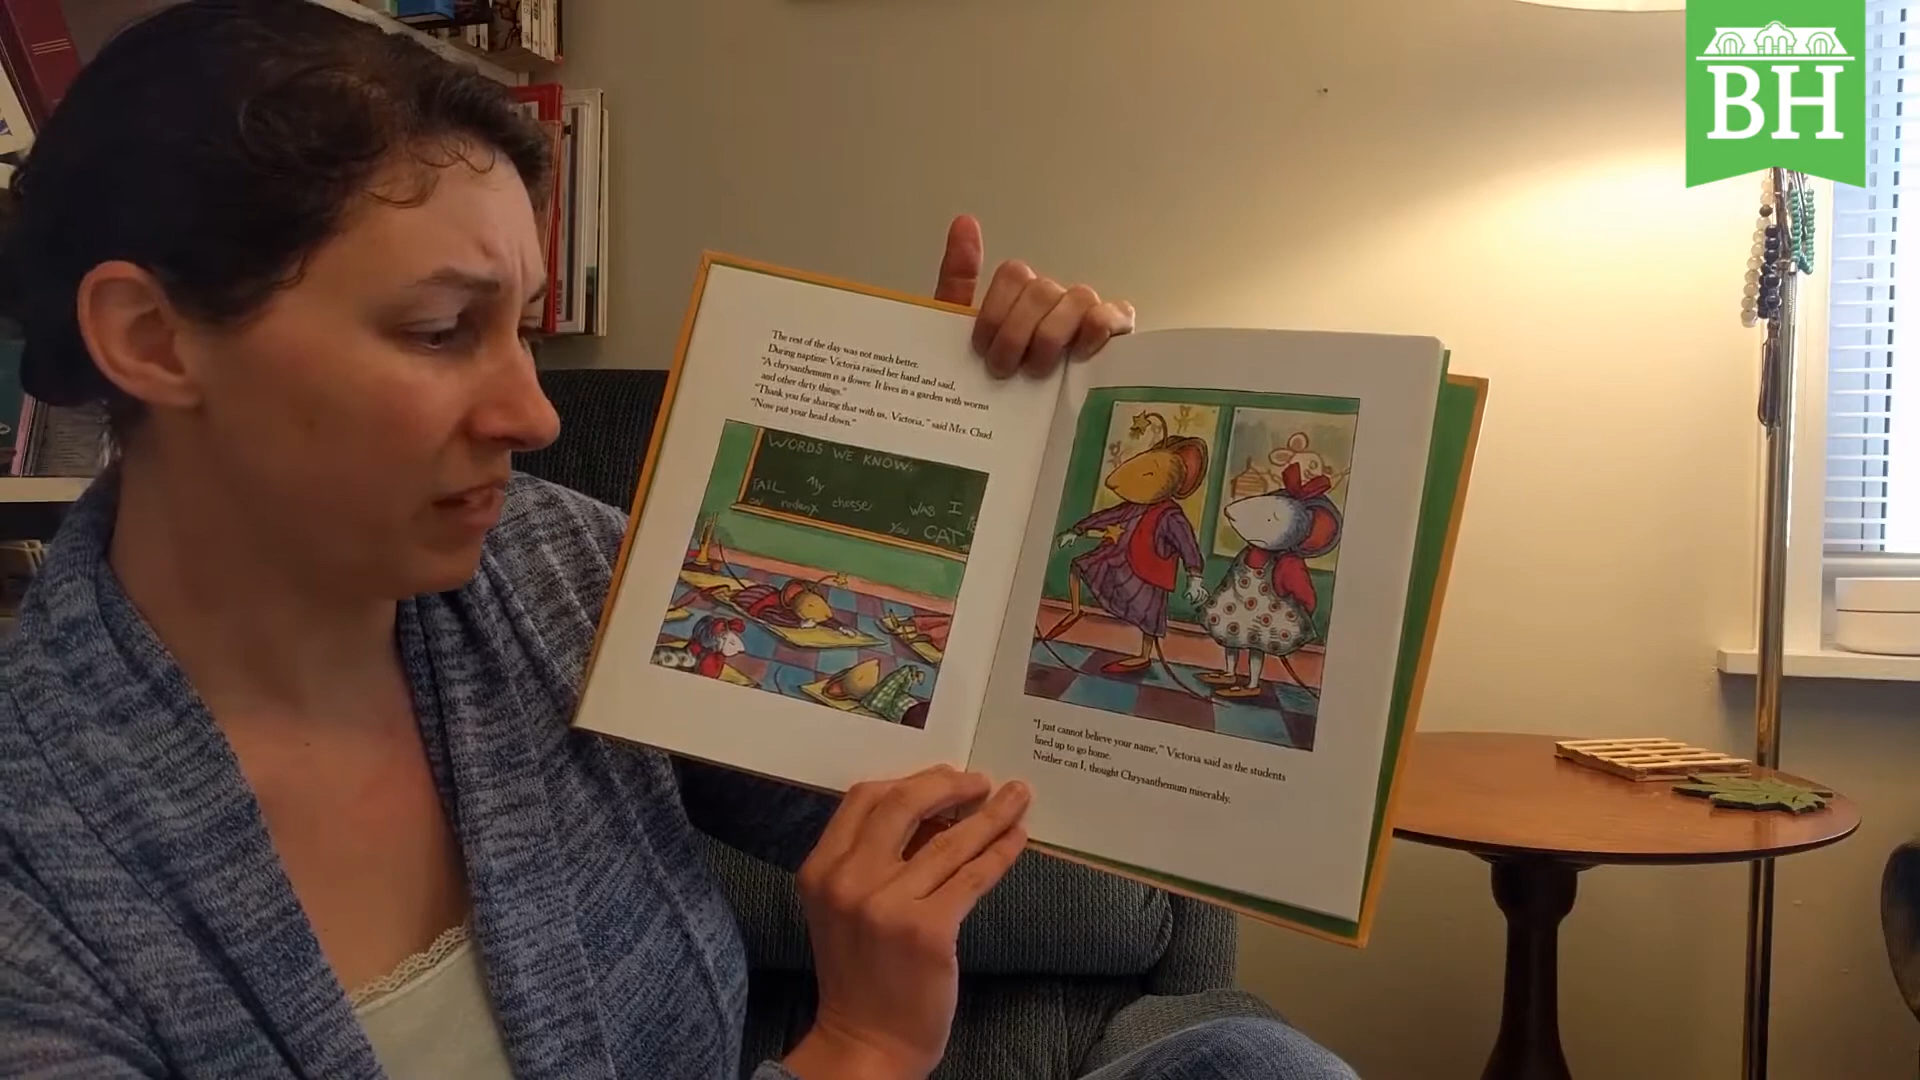 BH
The rest of the day was not much better.
During naptime Victoria raised her hand and said,
"A chrysanthemum is a flower. It lives in a garden with worms
and other dirty things."
"Thank you for sharing that with us, Victoria," said Mrs. Chud.
"Now put your head down."
WORDS WE KNOW:
TAIL My WAS I
on rodent cheese you CAT
"I just cannot believe your name," Victoria said as the students
lined up to go home.
Neither can I, thought Chrysanthemum miserably.